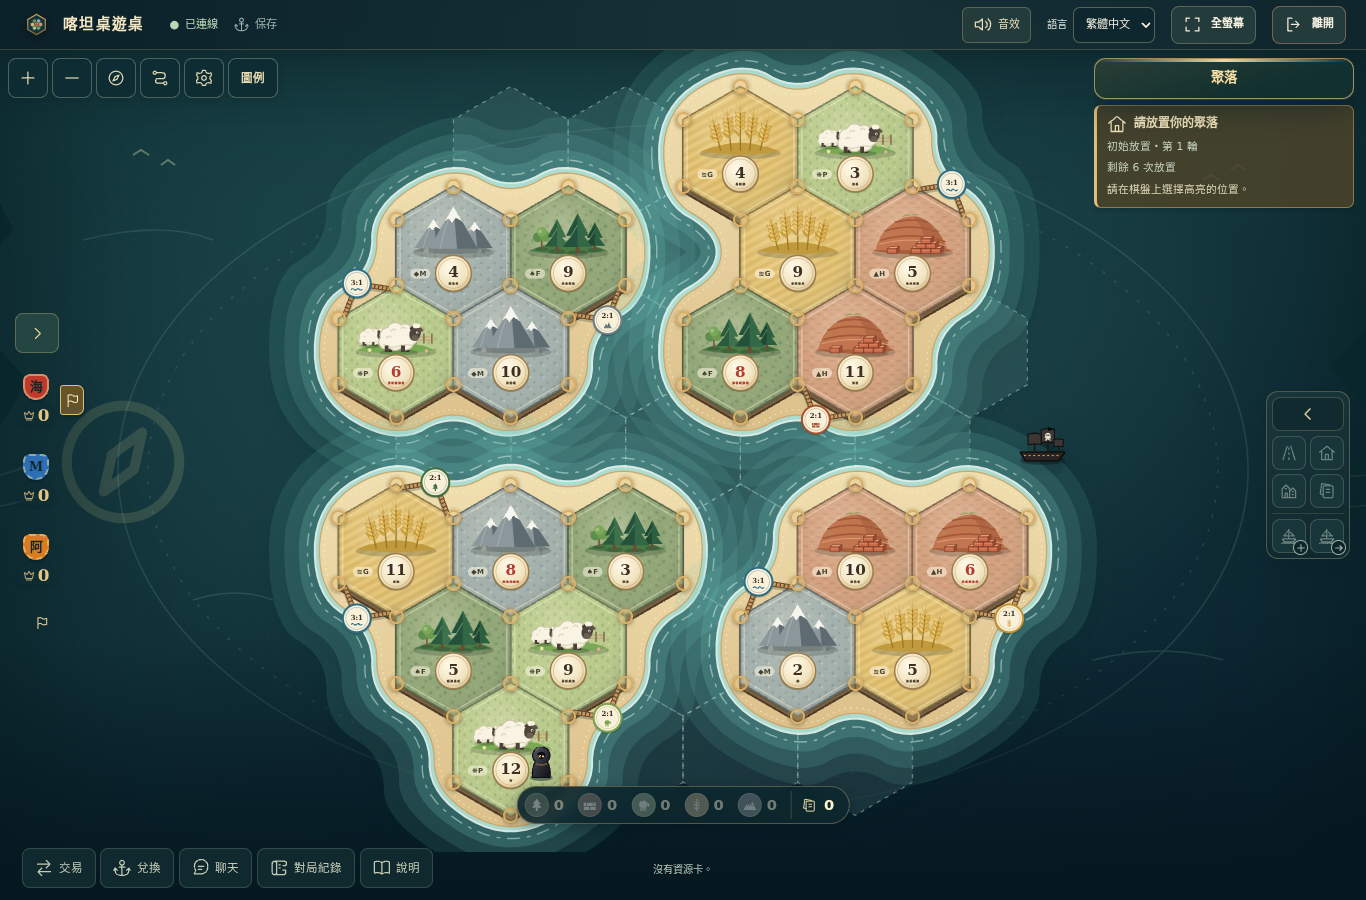 喀坦桌遊桌
已連線
保存
音效
語言
繁體中文
全螢幕
離開
圖例
聚落
請放置你的聚落
初始放置・第 1 輪
剩餘 6 次放置
請在棋盤上選擇高亮的位置。
G 4
P 3
3:1
G 9
H 5
M 4
F 9
3:1
2:1
P 6
M 10
F 8
H 11
2:1
海
0
M
0
阿
0
2:1
G 11
M 8
F 3
3:1
H 10
H 6
3:1
2:1
F 5
P 9
M 2
G 5
2:1
P 12
0
0
0
0
0
0
交易
兌換
聊天
對局紀錄
說明
沒有資源卡。